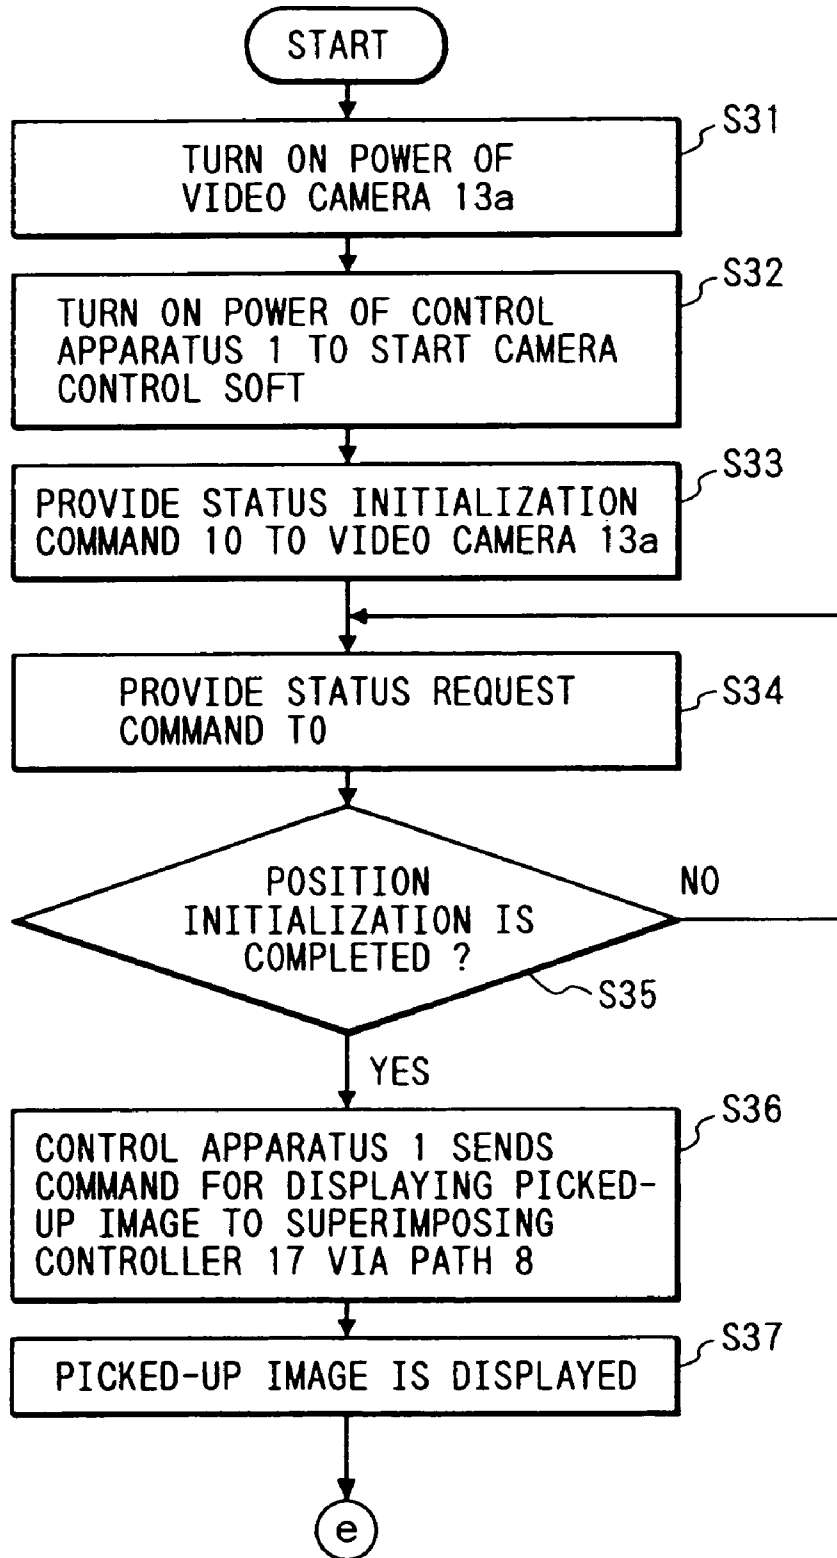 START
S31
TURN ON POWER OF
VIDEO CAMERA 13a
S32
TURN ON POWER OF CONTROL
APPARATUS 1 TO START CAMERA
CONTROL SOFT
S33
PROVIDE STATUS INITIALIZATION
COMMAND 10 TO VIDEO CAMERA 13a
S34
PROVIDE STATUS REQUEST
COMMAND TO
POSITION
INITIALIZATION IS
COMPLETED ?
NO
S35
YES
S36
CONTROL APPARATUS 1 SENDS
COMMAND FOR DISPLAYING PICKED-
UP IMAGE TO SUPERIMPOSING
CONTROLLER 17 VIA PATH 8
S37
PICKED-UP IMAGE IS DISPLAYED
e